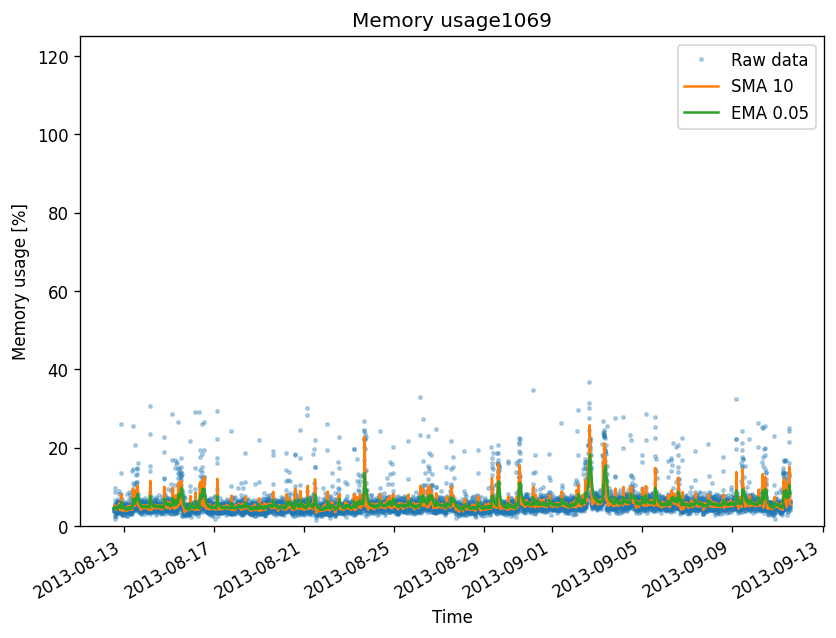 Memory usage1069
Raw data
SMA 10
EMA 0.05
Memory usage [%]
120
100
80
60
40
20
0
2013-08-13
2013-08-17
2013-08-21
2013-08-25
2013-08-29
2013-09-01
2013-09-05
2013-09-09
2013-09-13
Time